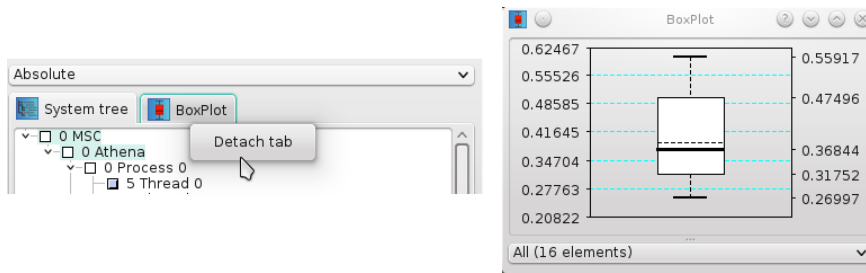 Absolute
System tree BoxPlot
Detach tab
0 MSC
0 Athena
0 Process 0
5 Thread 0
BoxPlot
0.62467
0.55526
0.48585
0.41645
0.34704
0.27763
0.20822
0.55917
0.47496
0.36844
0.31752
0.26997
All (16 elements)